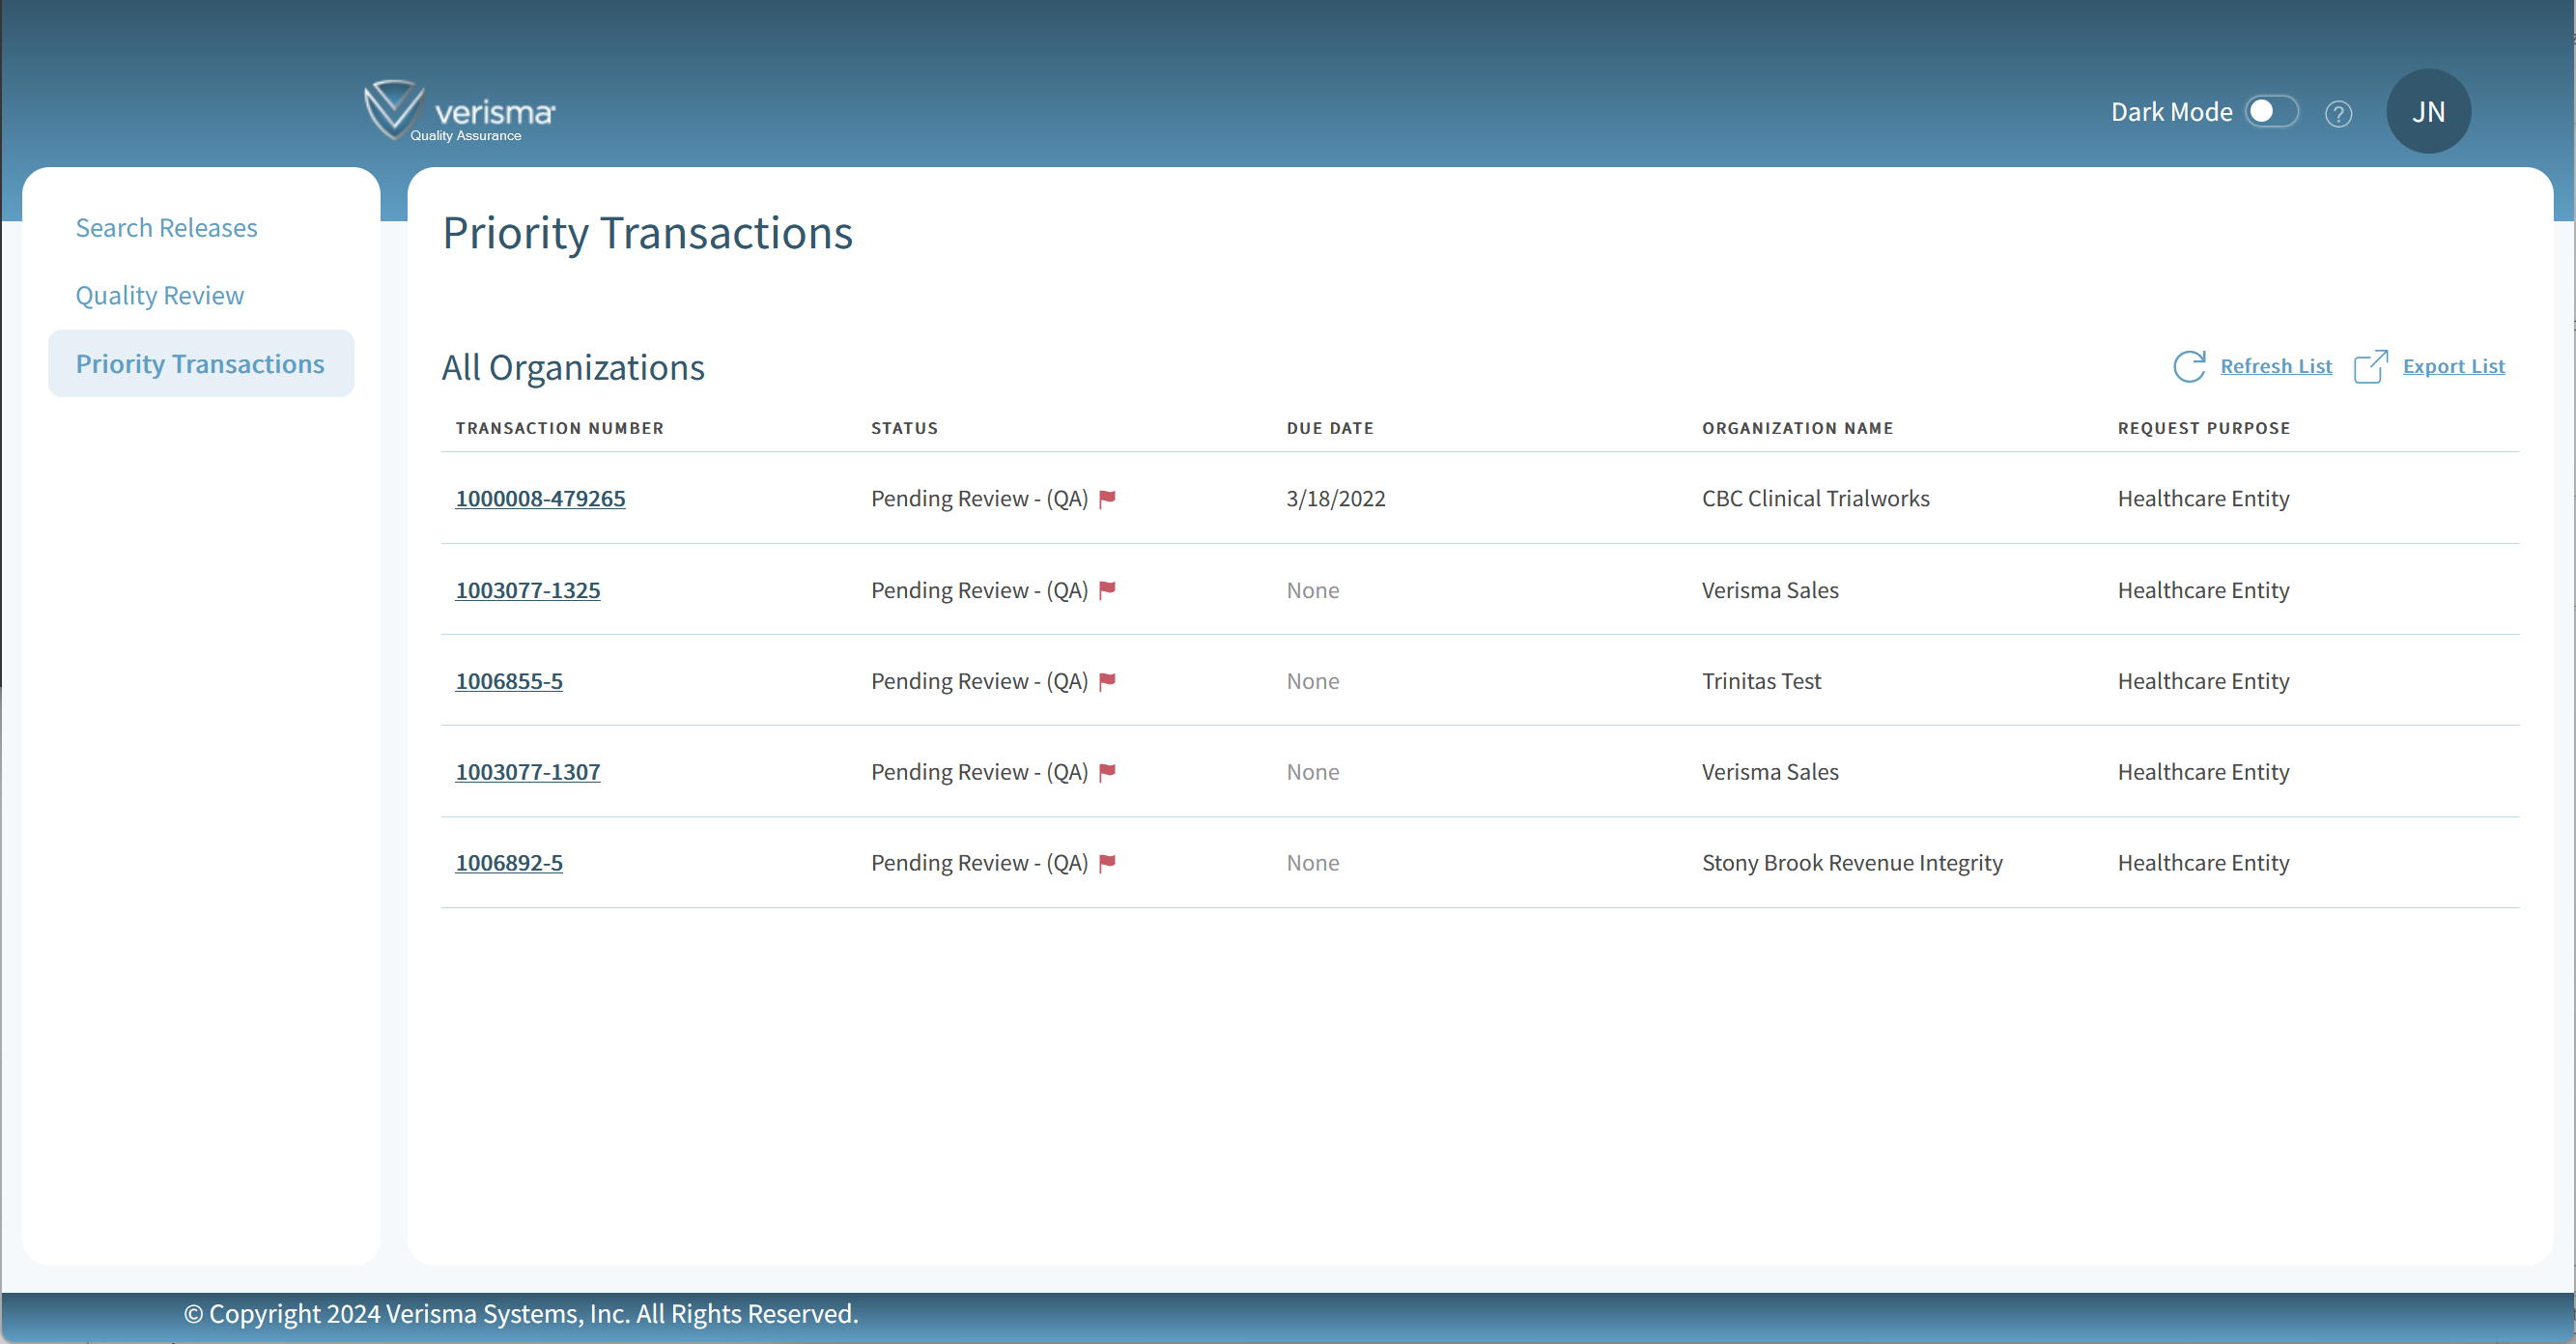 verisma
Quality Assurance
Dark Mode ? JN
Search Releases
Quality Review
Priority Transactions
Priority Transactions
All Organizations
Refresh List Export List
TRANSACTION NUMBER STATUS DUE DATE ORGANIZATION NAME REQUEST PURPOSE
1000008-479265 Pending Review - (QA) 3/18/2022 CBC Clinical Trialworks Healthcare Entity
1003077-1325 Pending Review - (QA) None Verisma Sales Healthcare Entity
1006855-5 Pending Review - (QA) None Trinitas Test Healthcare Entity
1003077-1307 Pending Review - (QA) None Verisma Sales Healthcare Entity
1006892-5 Pending Review - (QA) None Stony Brook Revenue Integrity Healthcare Entity
© Copyright 2024 Verisma Systems, Inc. All Rights Reserved.